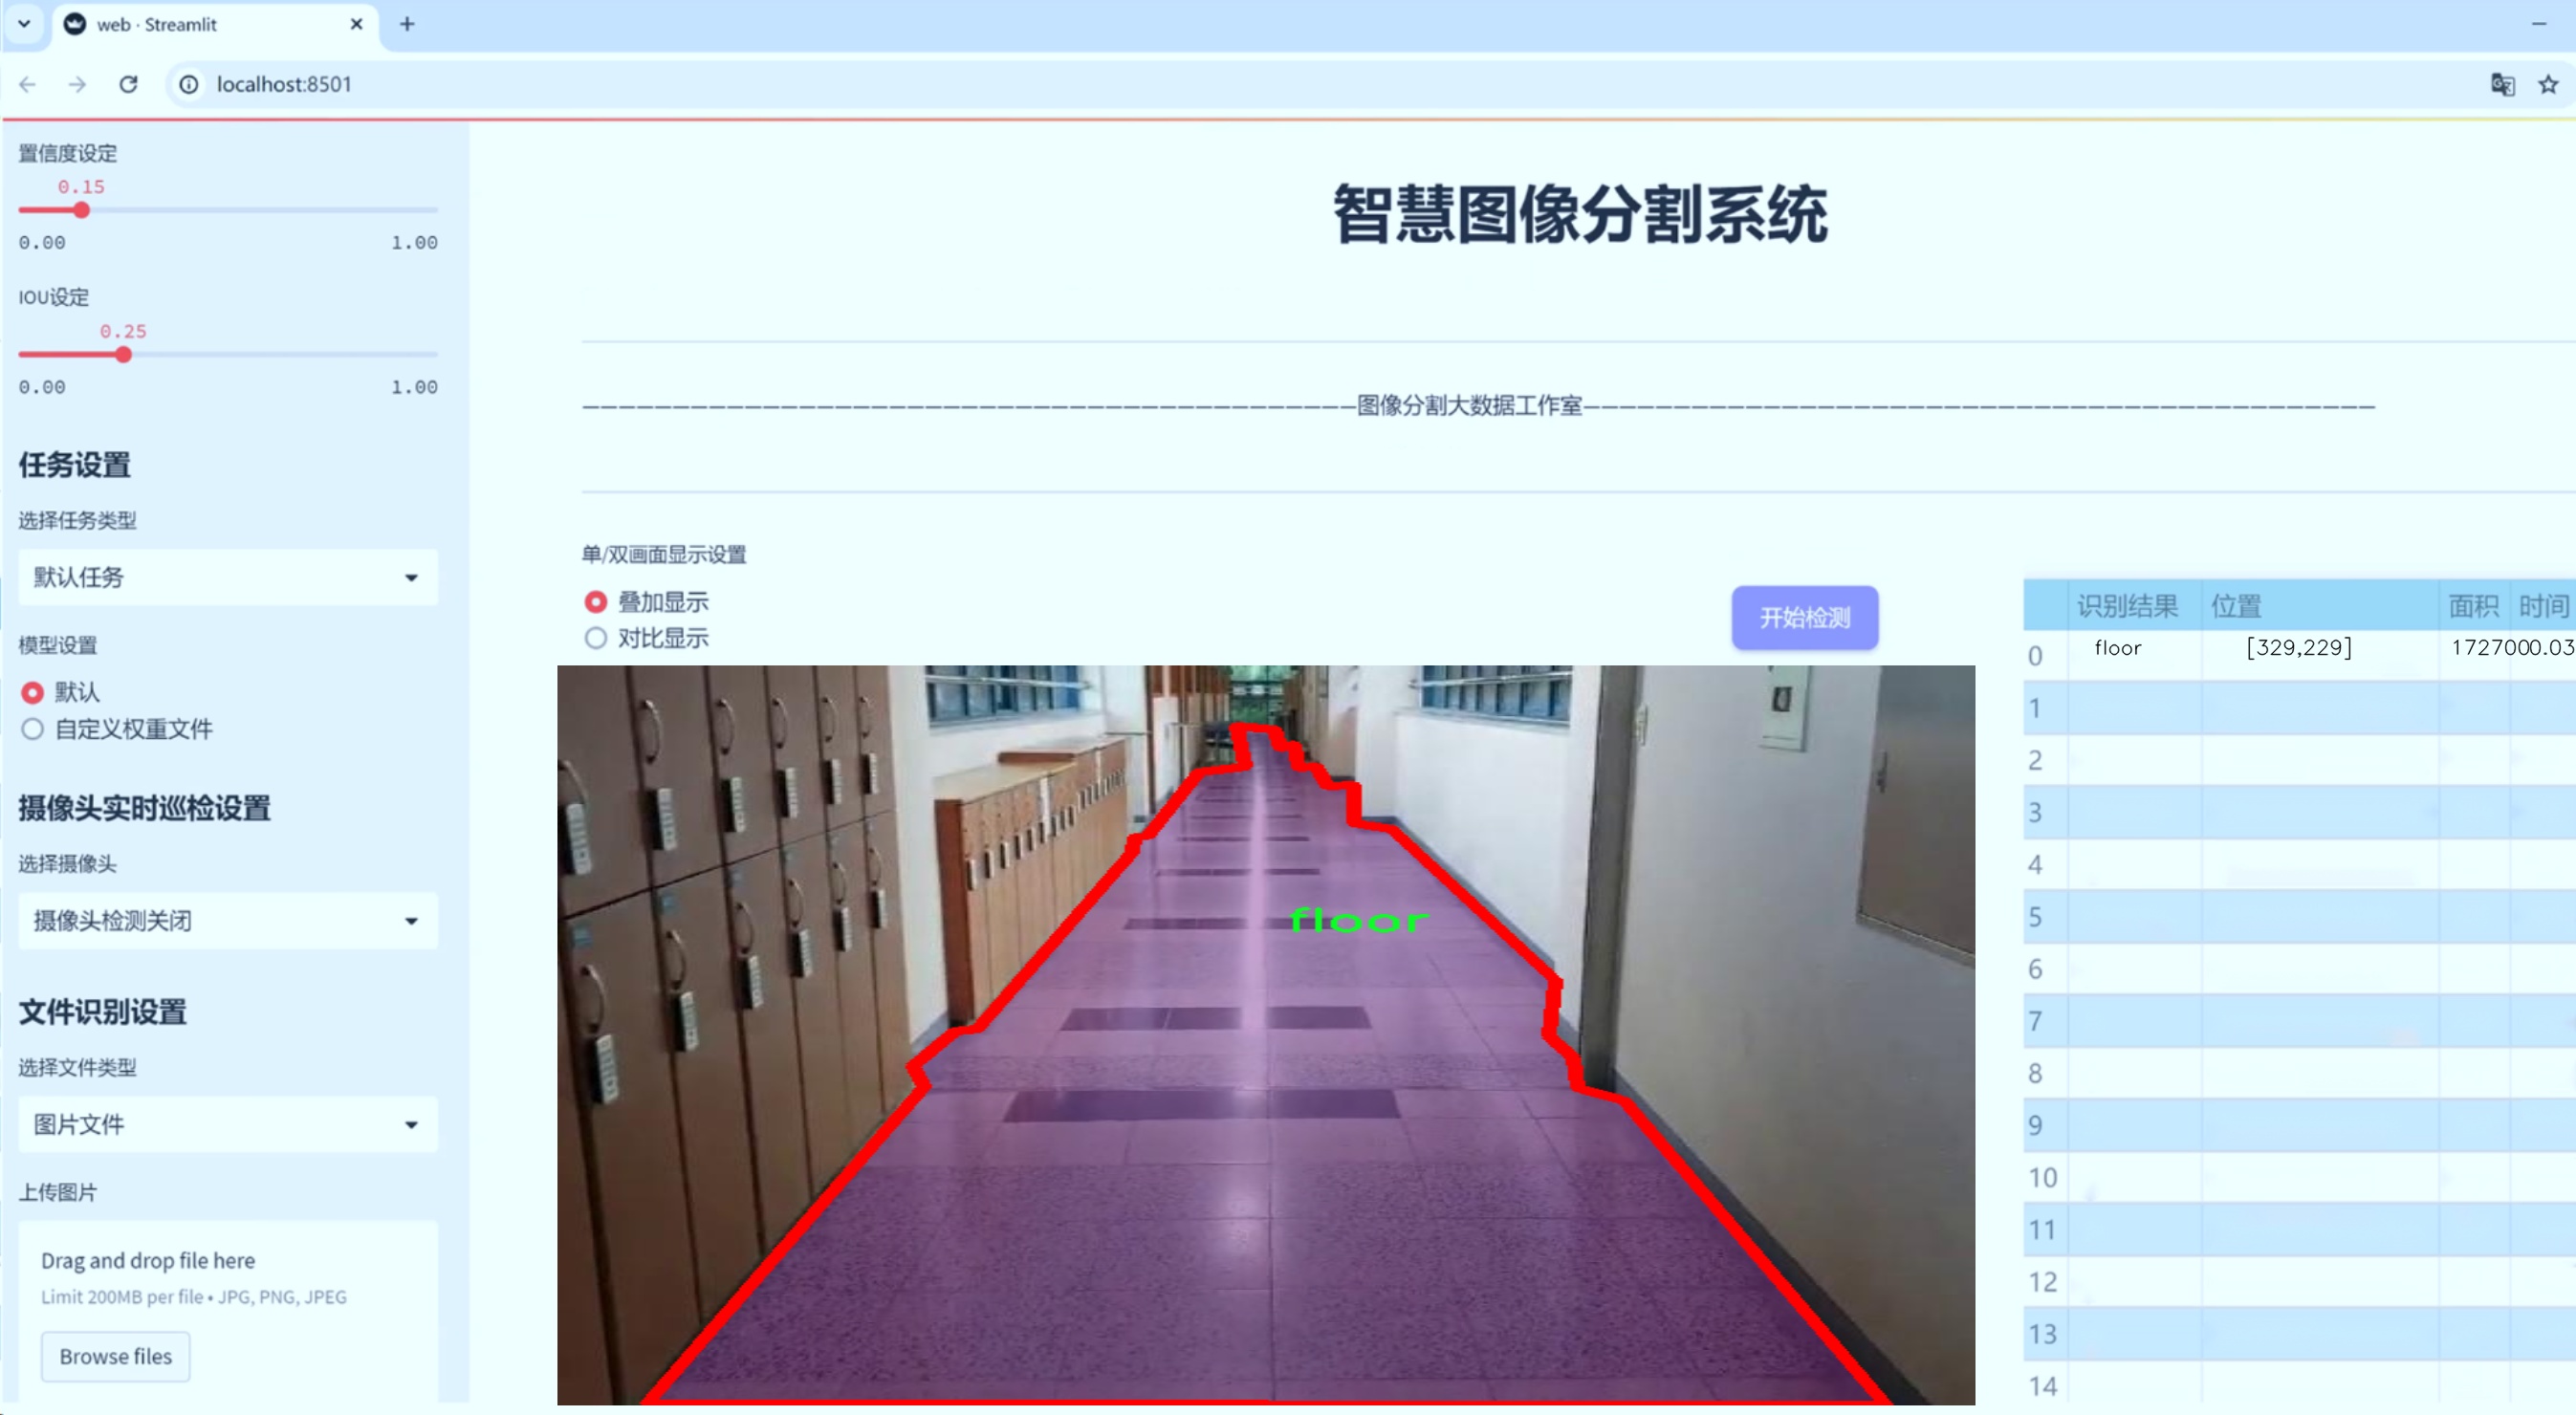 web · Streamlit
localhost:8501
置信度设定
0.15
0.00 1.00
IOU设定
0.25
0.00 1.00
任务设置
选择任务类型
默认任务
模型设置
默认
自定义权重文件
摄像头实时巡检设置
选择摄像头
摄像头检测关闭
文件识别设置
选择文件类型
图片文件
上传图片
Drag and drop file here
Limit 200MB per file • JPG, PNG, JPEG
Browse files
智慧图像分割系统
图像分割大数据工作室
单/双画面显示设置
叠加显示
对比显示
开始检测
floor
识别结果 位置 面积 时间
0 floor [329,229] 1727000.03
1
2
3
4
5
6
7
8
9
10
11
12
13
14